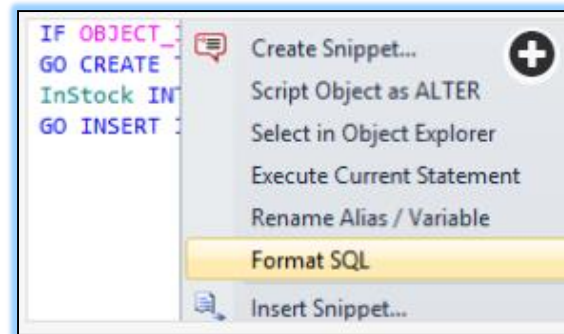 IF OBJECT_
GO CREATE
InStock IN
GO INSERT
Create Snippet...
Script Object as ALTER
Select in Object Explorer
Execute Current Statement
Rename Alias / Variable
Format SQL
Insert Snippet...